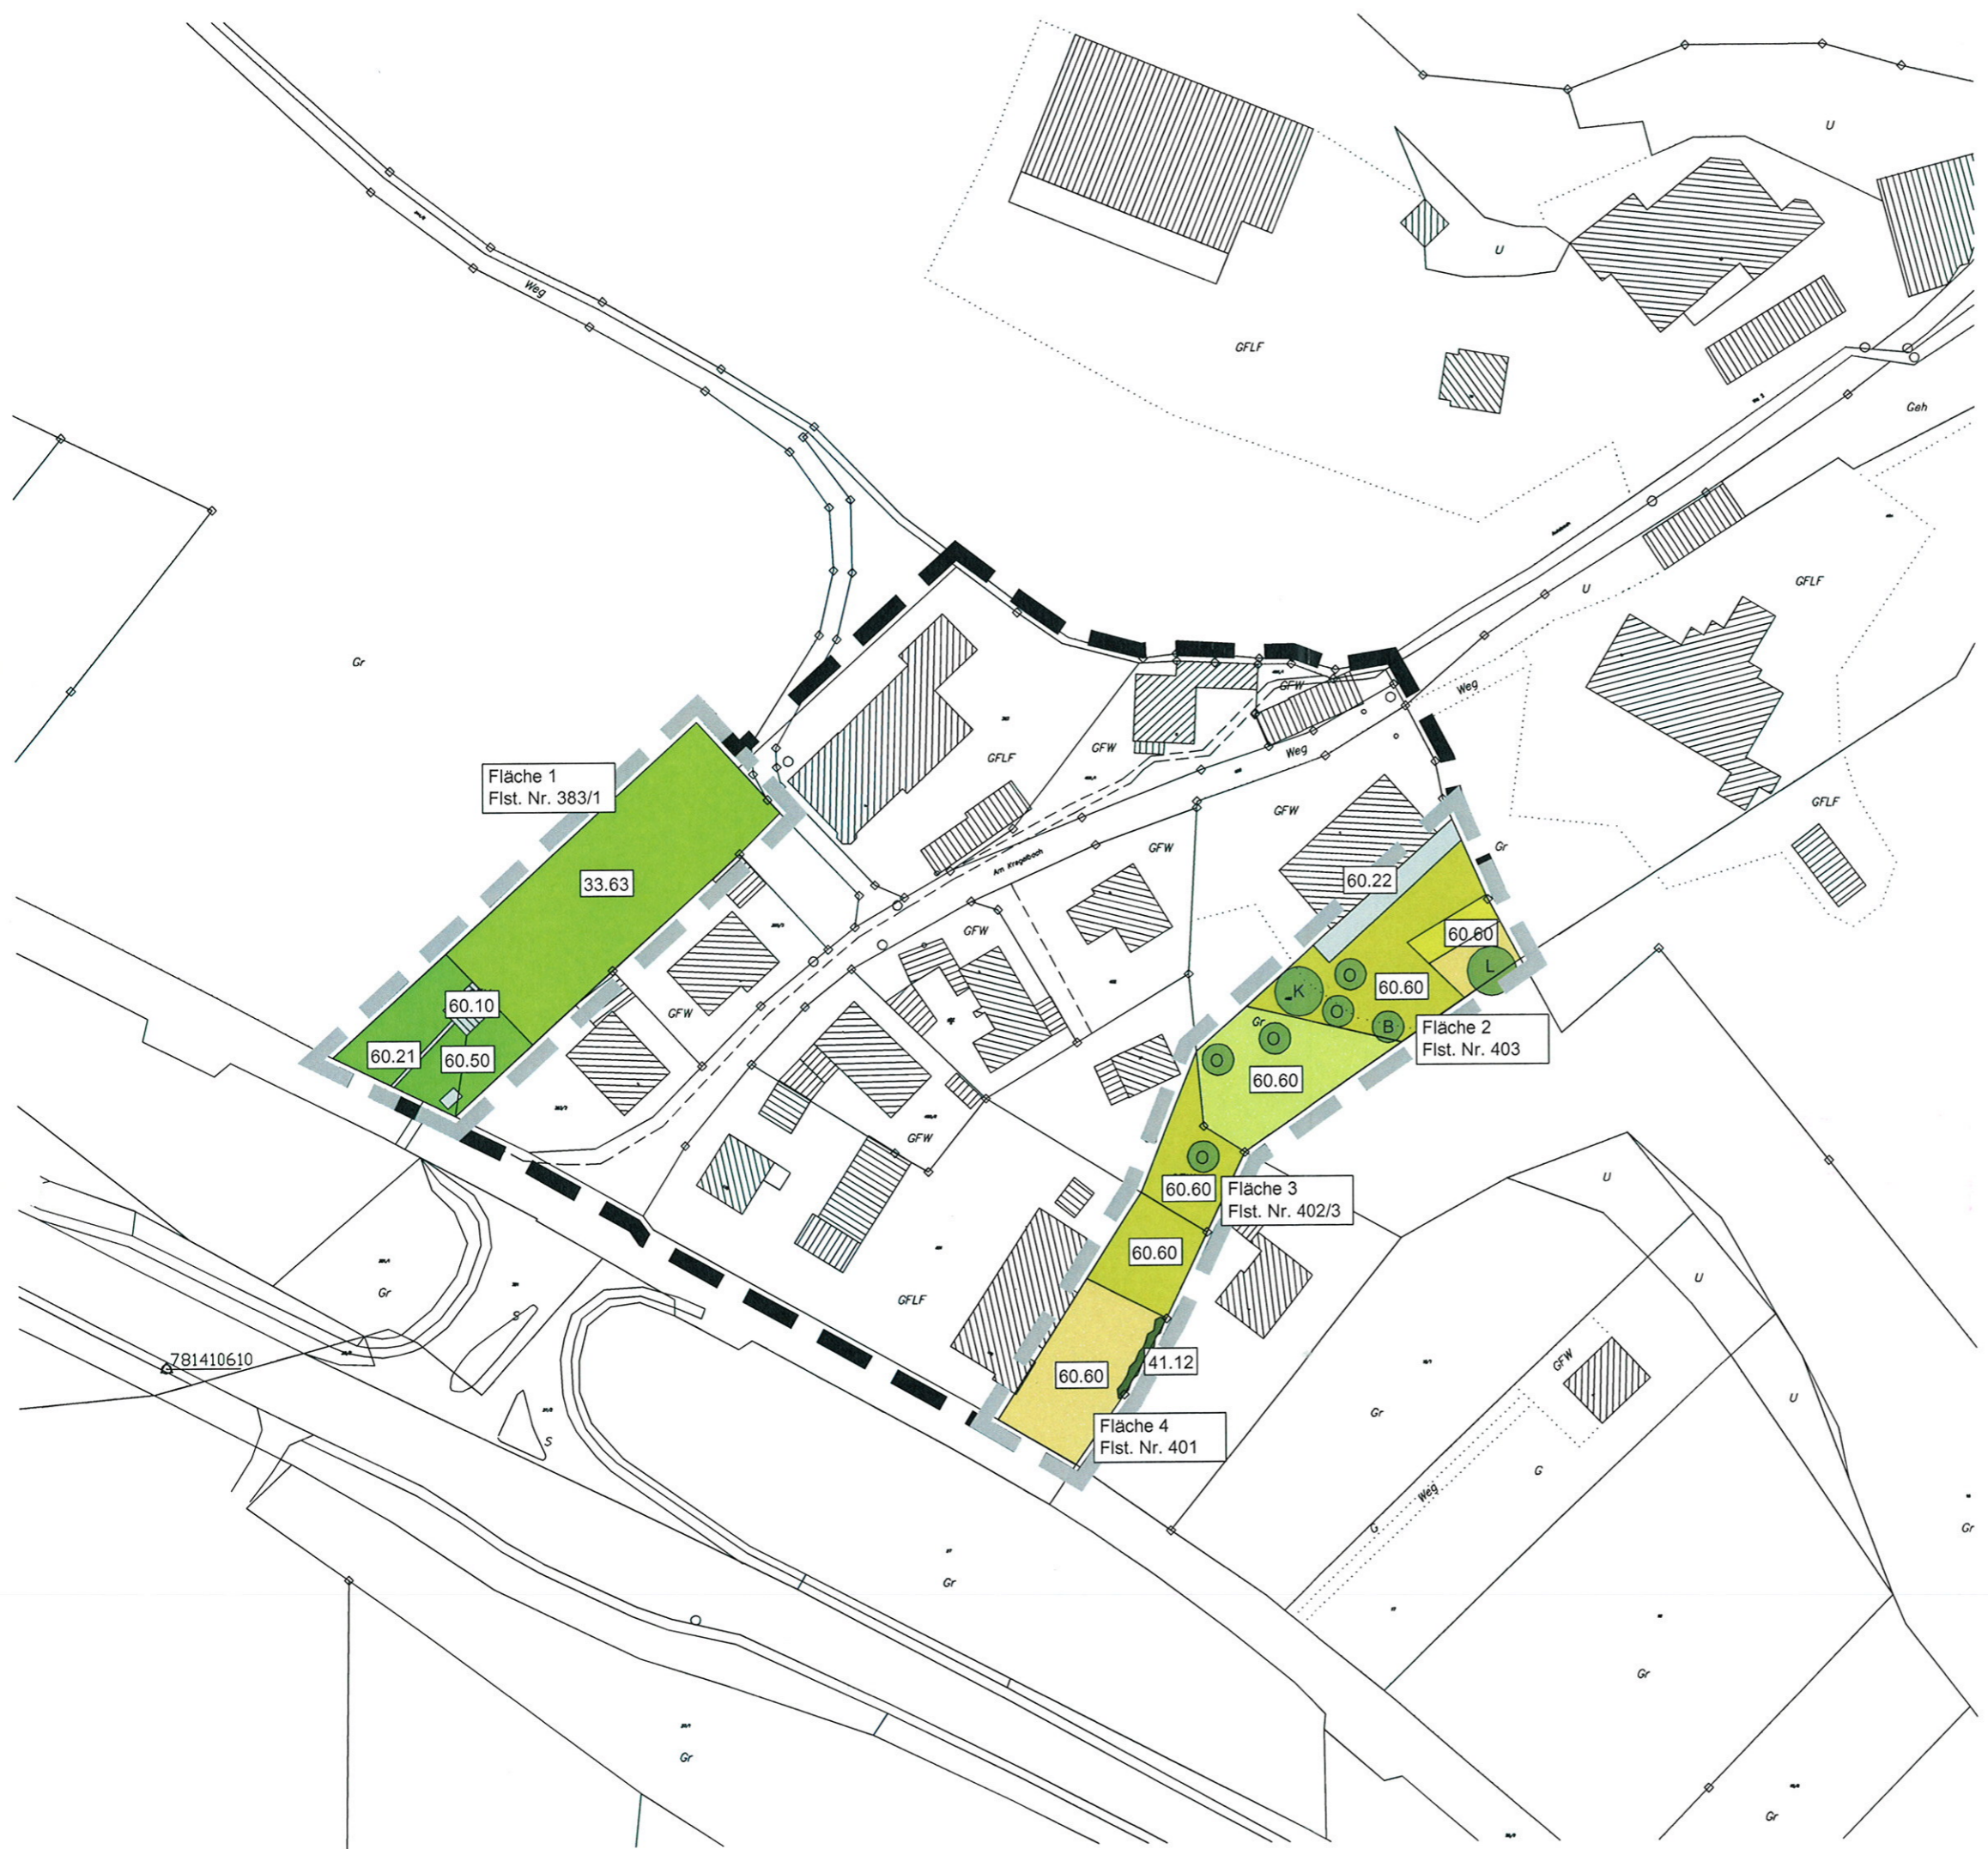 U
U
Weg
GFLF
Geh
GFLF
U
Gr
Weg
GFW
Weg
GFW
GFLF
Fläche 1
Flst. Nr. 383/1
GFLF
GFW
Am Kregelbach
GFW
Gr
33.63
60.22
GFW
60.60
L
O
K
60.60
O
B
60.10
GFW
Fläche 2
Flst. Nr. 403
Gr
O
O
60.21
60.50
60.60
GFW
O
U
60.60
Fläche 3
Flst. Nr. 402/3
60.60
U
Gr
GFLF
S
781410610
60.60
41.12
GFW
U
Gr
Fläche 4
Flst. Nr. 401
S
G
Weg
G
Gr
Gr
Gr
Gr
Gr